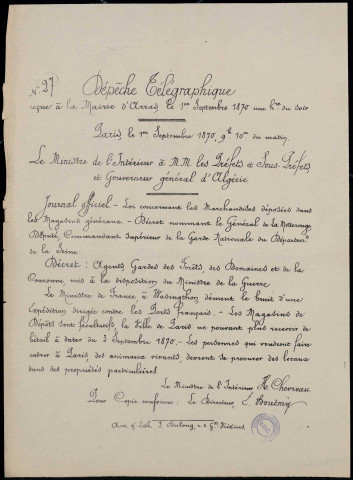 N° 27
Dépêche Télégraphique
reçue à la Mairie d'Arras le 1er Septembre 1870 une hre du soir
Paris, le 1er Septembre 1870, 9h 10m du matin,
Le Ministre de l'Intérieur à M.M. les Préfets et Sous-Préfets
et Gouverneur général d'Algérie
Journal officiel. - Loi concernant les Marchandises déposées dans
les Magasins généraux. - Décret nommant le Général de la Motterouge
Député, Commandant Supérieur de la Garde Nationale du Départemt
de la Seine
Décret: Agents, Gardes des Forêts, des Domaines et de la
Couronne, mis à la disposition du Ministre de la Guerre
Le Ministre de France à Washington, dément le bruit d'une
Expédition dirigée contre les Ports français. - Les Magasins de
Dépôts sont facultatifs, la Ville de Paris ne pouvant plus recevoir de
bétail à dater du 3 Septembre 1870. - Les personnes qui voudront faire
entrer à Paris, des animaux vivants, devront se procurer des locaux
dans des propriétés particulières
Le Ministre de l'Intérieur H. Chevreau
Pour Copie conforme: Le Directeur, E. Boutmy